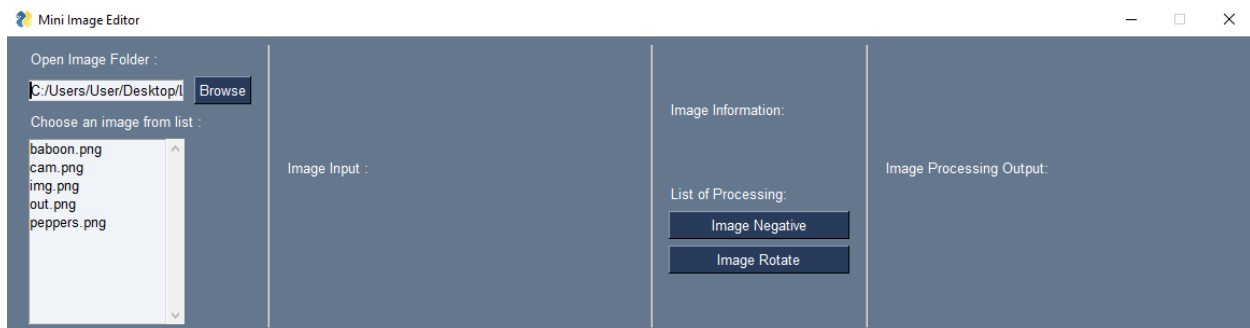 Mini Image Editor
Open Image Folder :
C:/Users/User/Desktop/L
Browse
Choose an image from list :
baboon.png
cam.png
img.png
out.png
peppers.png
Image Input :
Image Information:
List of Processing:
Image Negative
Image Rotate
Image Processing Output: